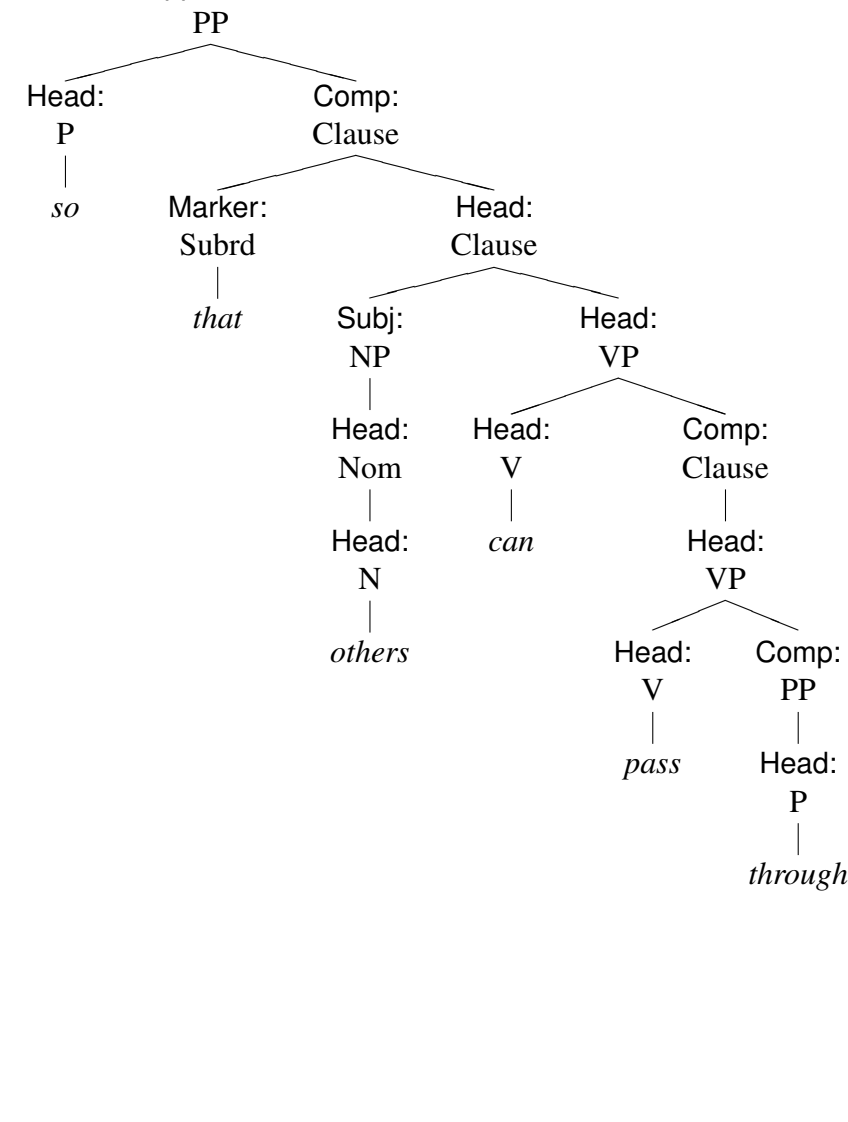 PP
Head: Comp:
P Clause
so Marker: Head:
Subrd Clause
that Subj: Head:
NP VP
Head: Head: Comp:
Nom V Clause
Head: can Head:
N VP
others Head: Comp:
V PP
pass Head:
P
through